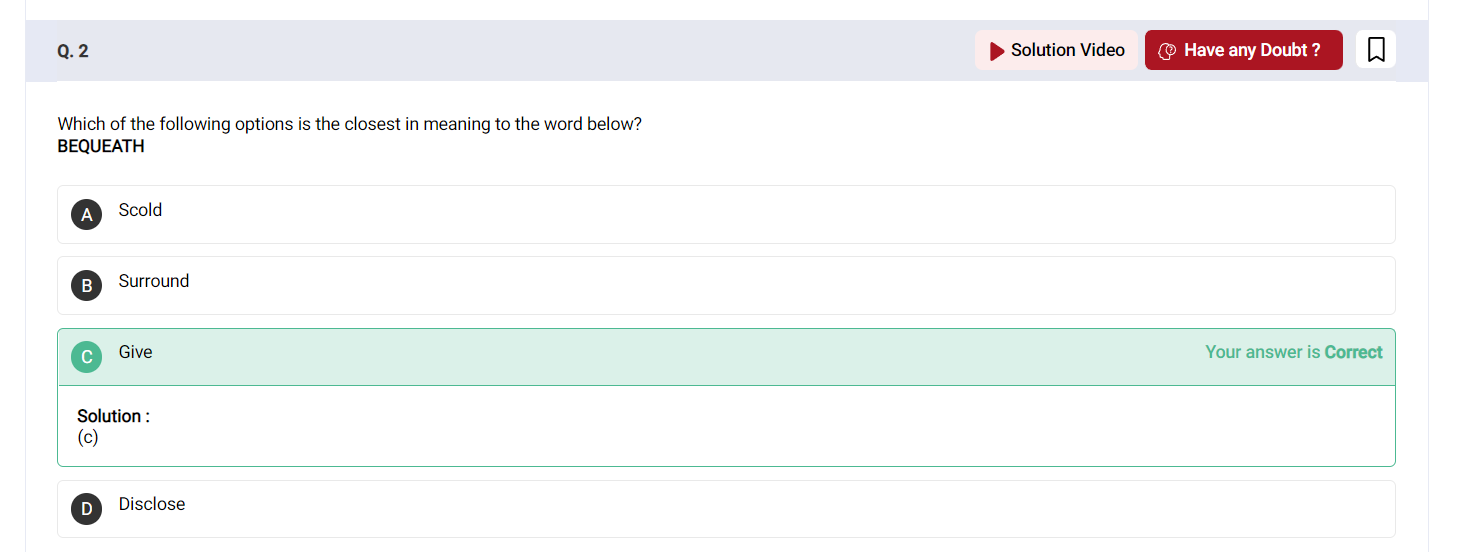 Q. 2
Solution Video
Have any Doubt ?
Which of the following options is the closest in meaning to the word below?
BEQUEATH
A Scold
B Surround
C Give
Your answer is Correct
Solution :
(c)
D Disclose